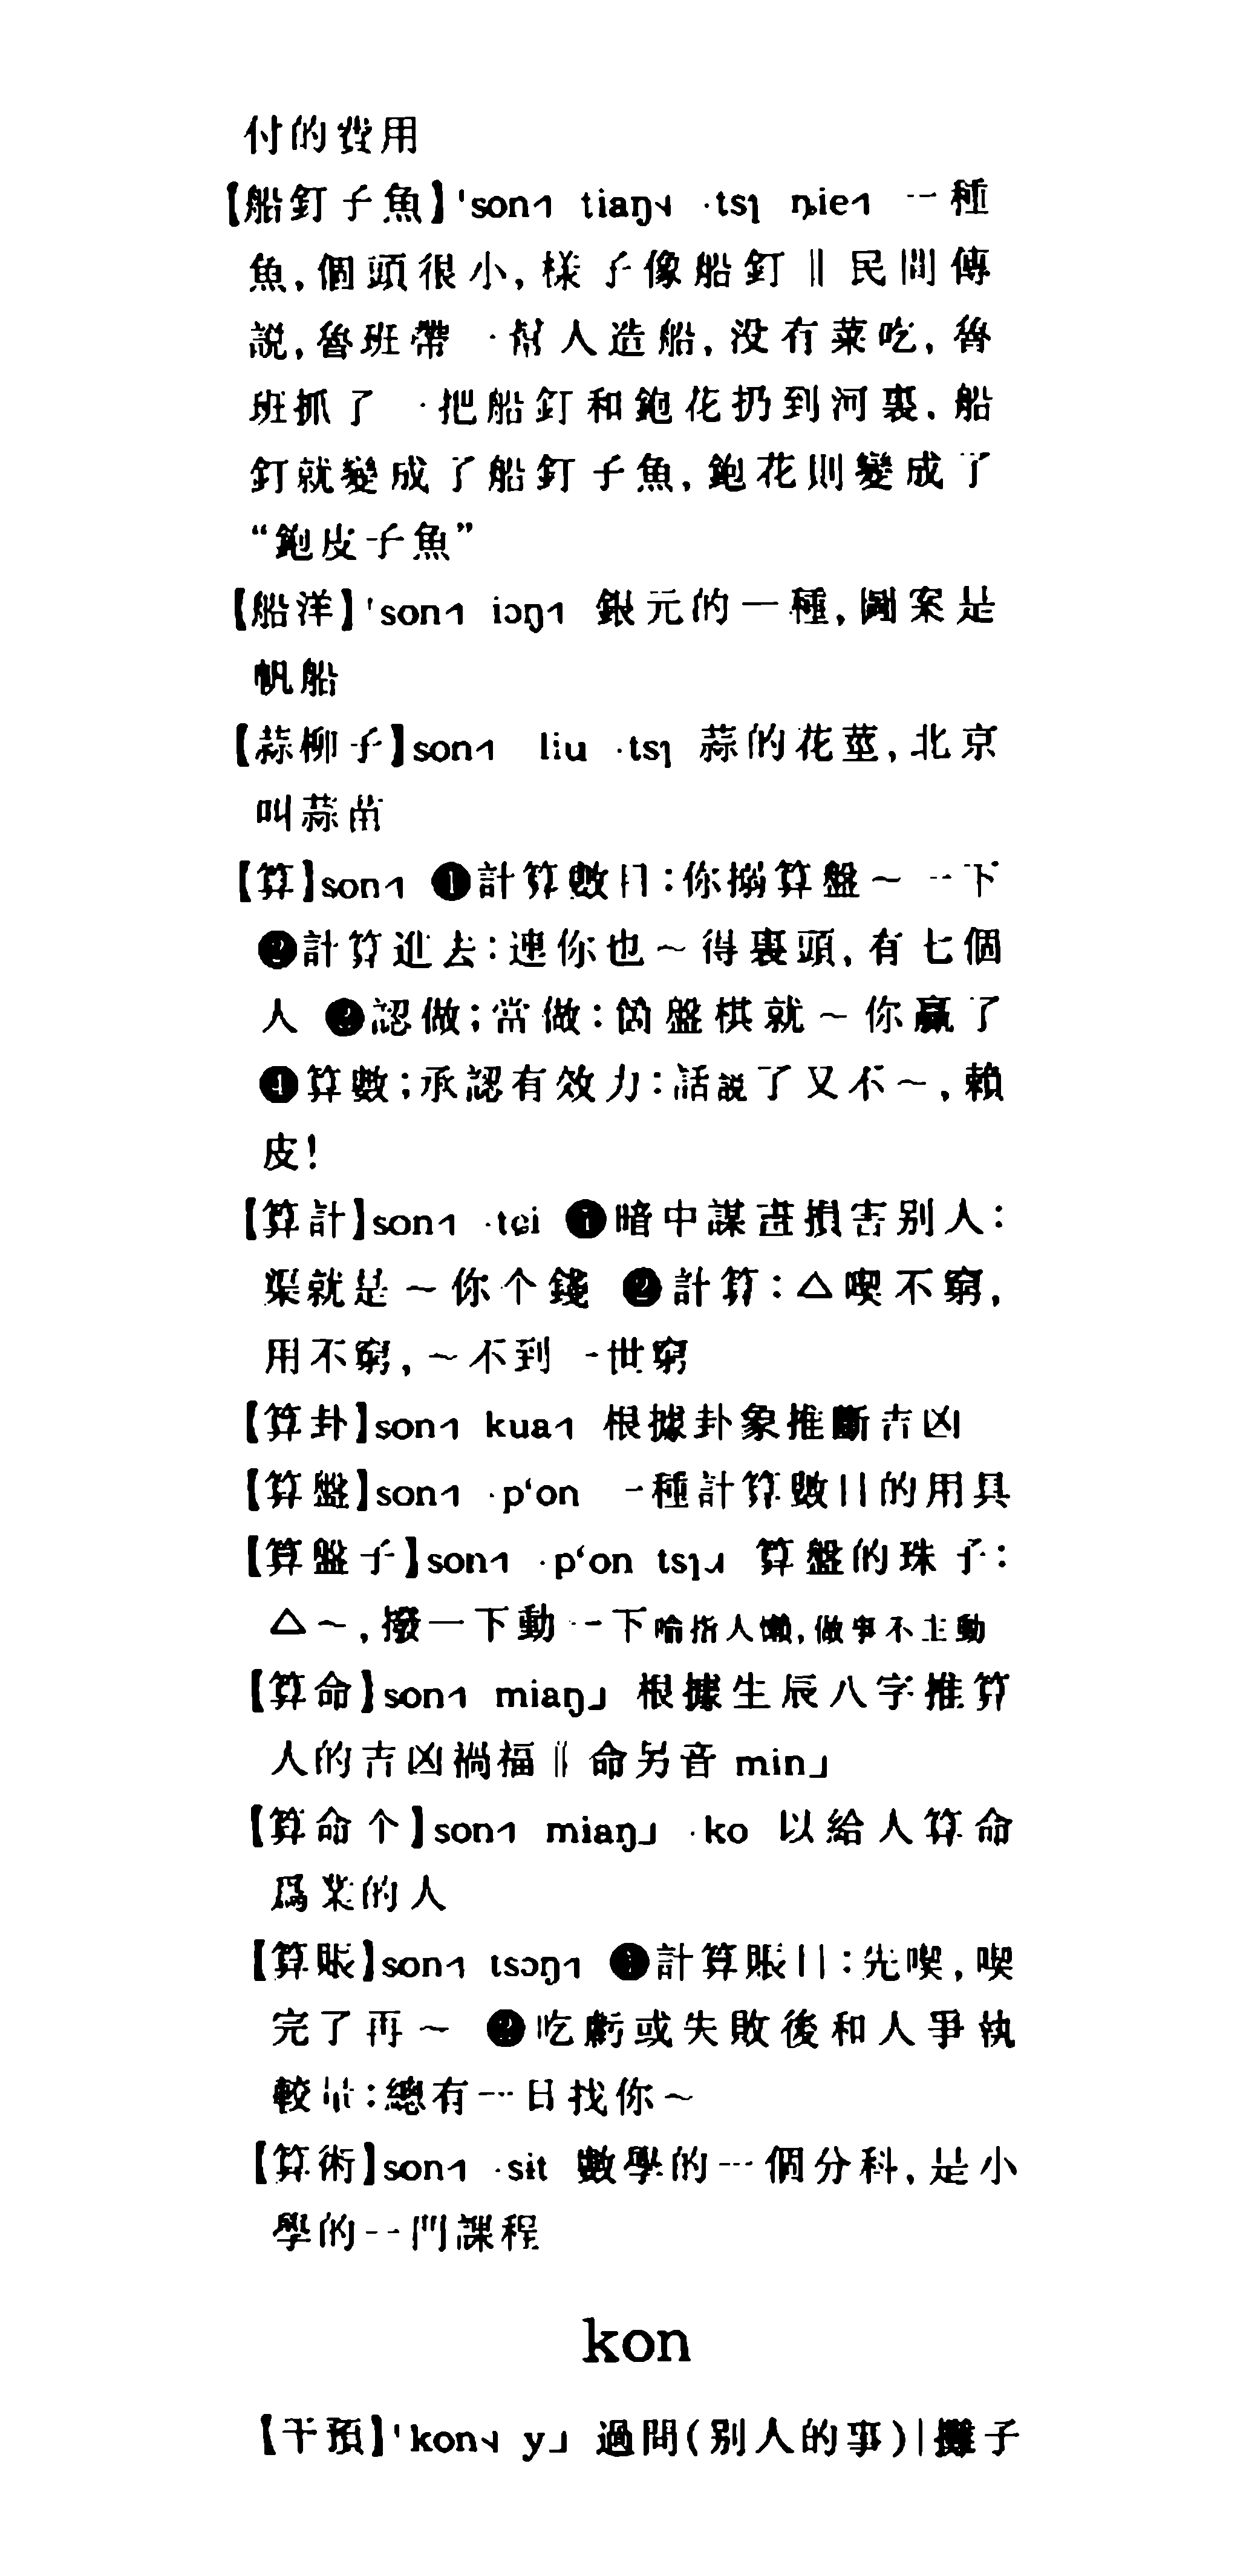 付的費用
【船釘子魚】'son˧˥ tiaŋ˨ ·tsɿ ȵie˧˥ 一種
魚，個頭很小，樣子像船釘‖民間傳
説，魯班帶一幫人造船，没有菜吃，魯
班抓了一把船釘和鉋花扔到河裏，船
釘就變成了船釘子魚，鉋花則變成了
“鉋皮子魚”
【船洋】'son˧˥ iɔŋ˧˥ 銀元的一種，圖案是
帆船
【蒜柳子】son˧˥ liu ·tsɿ 蒜的花莖，北京
叫蒜苗
【算】son˧˥ ❶計算數目：你搦算盤～一下
❷計算進去：連你也～得裏頭，有七個
人 ❸認做；當做：箇盤棋就～你贏了
❹算數；承認有效力：話説了又不～，賴
皮！
【算計】son˧˥ ·tɕi ❶暗中謀畫損害别人：
渠就是～你个錢 ❷計算：△喫不窮，
用不窮，～不到一世窮
【算卦】son˧˥ kua˧˥ 根據卦象推斷吉凶
【算盤】son˧˥ ·pʻon 一種計算數目的用具
【算盤子】son˧˥ ·pʻon tsɿ˨˩˧ 算盤的珠子：
△～，撥一下動一下喻指人懶，做事不主動
【算命】son˧˥ miaŋ˩ 根據生辰八字推算
人的吉凶禍福‖命另音 min˩
【算命个】son˧˥ miaŋ˩ ·ko 以給人算命
爲業的人
【算賬】son˧˥ tsɔŋ˧˥ ❶計算賬目：先喫，喫
完了再～ ❷吃虧或失敗後和人爭執
較量：總有一日找你～
【算術】son˧˥ ·sit 數學的一個分科，是小
學的一門課程
kon
【干預】'kon˨ y˩ 過問（别人的事）|攤子